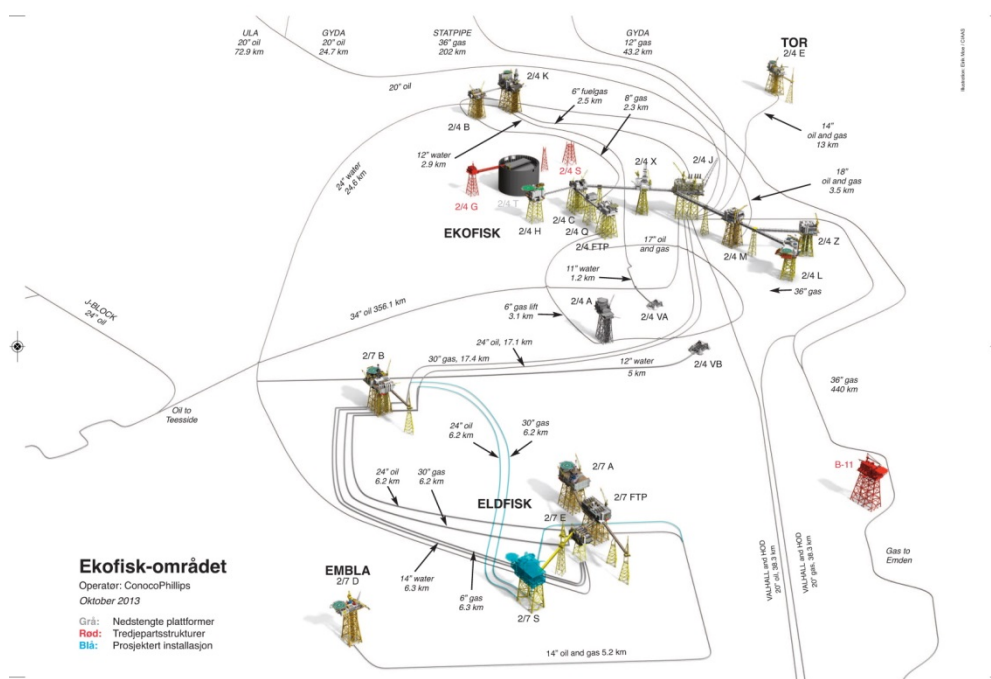 ULA
20" oil
72.9 km
GYDA
20" oil
24.7 km
STATPIPE
36" gas
202 km
GYDA
12" gas
43.2 km
TOR
2/4 E
Illustration: Eirin Moe / CAIAS
2/4 K
20" oil
6" fuelgas
2.5 km
8" gas
2.3 km
2/4 B
14"
oil and gas
13 km
12" water
2.9 km
24" water
24,6 km
2/4 S
2/4 X
2/4 J
18"
oil and gas
3.5 km
2/4 G
2/4 T
2/4 C
EKOFISK
2/4 H
2/4 Q
2/4 FTP
17" oil
and gas
2/4 M
2/4 Z
2/4 L
11" water
1.2 km
36" gas
J-BLOCK
24" oil
34" oil 356.1 km
6" gas lift
3.1 km
2/4 A
2/4 VA
24" oil, 17.1 km
2/7 B
30" gas, 17.4 km
12" water
5 km
2/4 VB
36" gas
440 km
Oil to
Teesside
24" oil
6.2 km
30" gas
6.2 km
B-11
24" oil
6.2 km
30" gas
6.2 km
2/7 A
ELDFISK
2/7 FTP
2/7 E
VALHALL and HOD
20" oil, 38.3 km
VALHALL and HOD
20" gas, 38.3 km
Gas to
Emden
Ekofisk-området
Operatør: ConocoPhillips
Oktober 2013
Grå: Nedstengte plattformer
Rød: Tredjepartsstrukturer
Blå: Prosjektert installasjon
EMBLA
2/7 D
14" water
6.3 km
6" gas
6.3 km
2/7 S
14" oil and gas 5.2 km